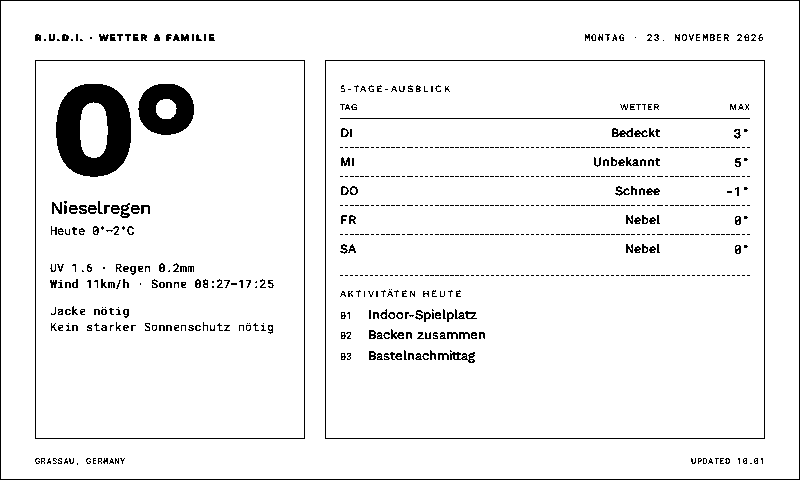 R.U.D.I. · WETTER & FAMILIE
MONTAG · 23. NOVEMBER 2026
0°
Nieselregen
Heute 0°–2°C
UV 1.6 · Regen 0.2mm
Wind 11km/h · Sonne 08:27–17:25
Jacke nötig
Kein starker Sonnenschutz nötig
5-TAGE-AUSBLICK
TAG WETTER MAX
DI Bedeckt 3°
MI Unbekannt 5°
DO Schnee -1°
FR Nebel 0°
SA Nebel 0°
AKTIVITÄTEN HEUTE
01 Indoor-Spielplatz
02 Backen zusammen
03 Bastelnachmittag
GRASSAU, GERMANY
UPDATED 10.01